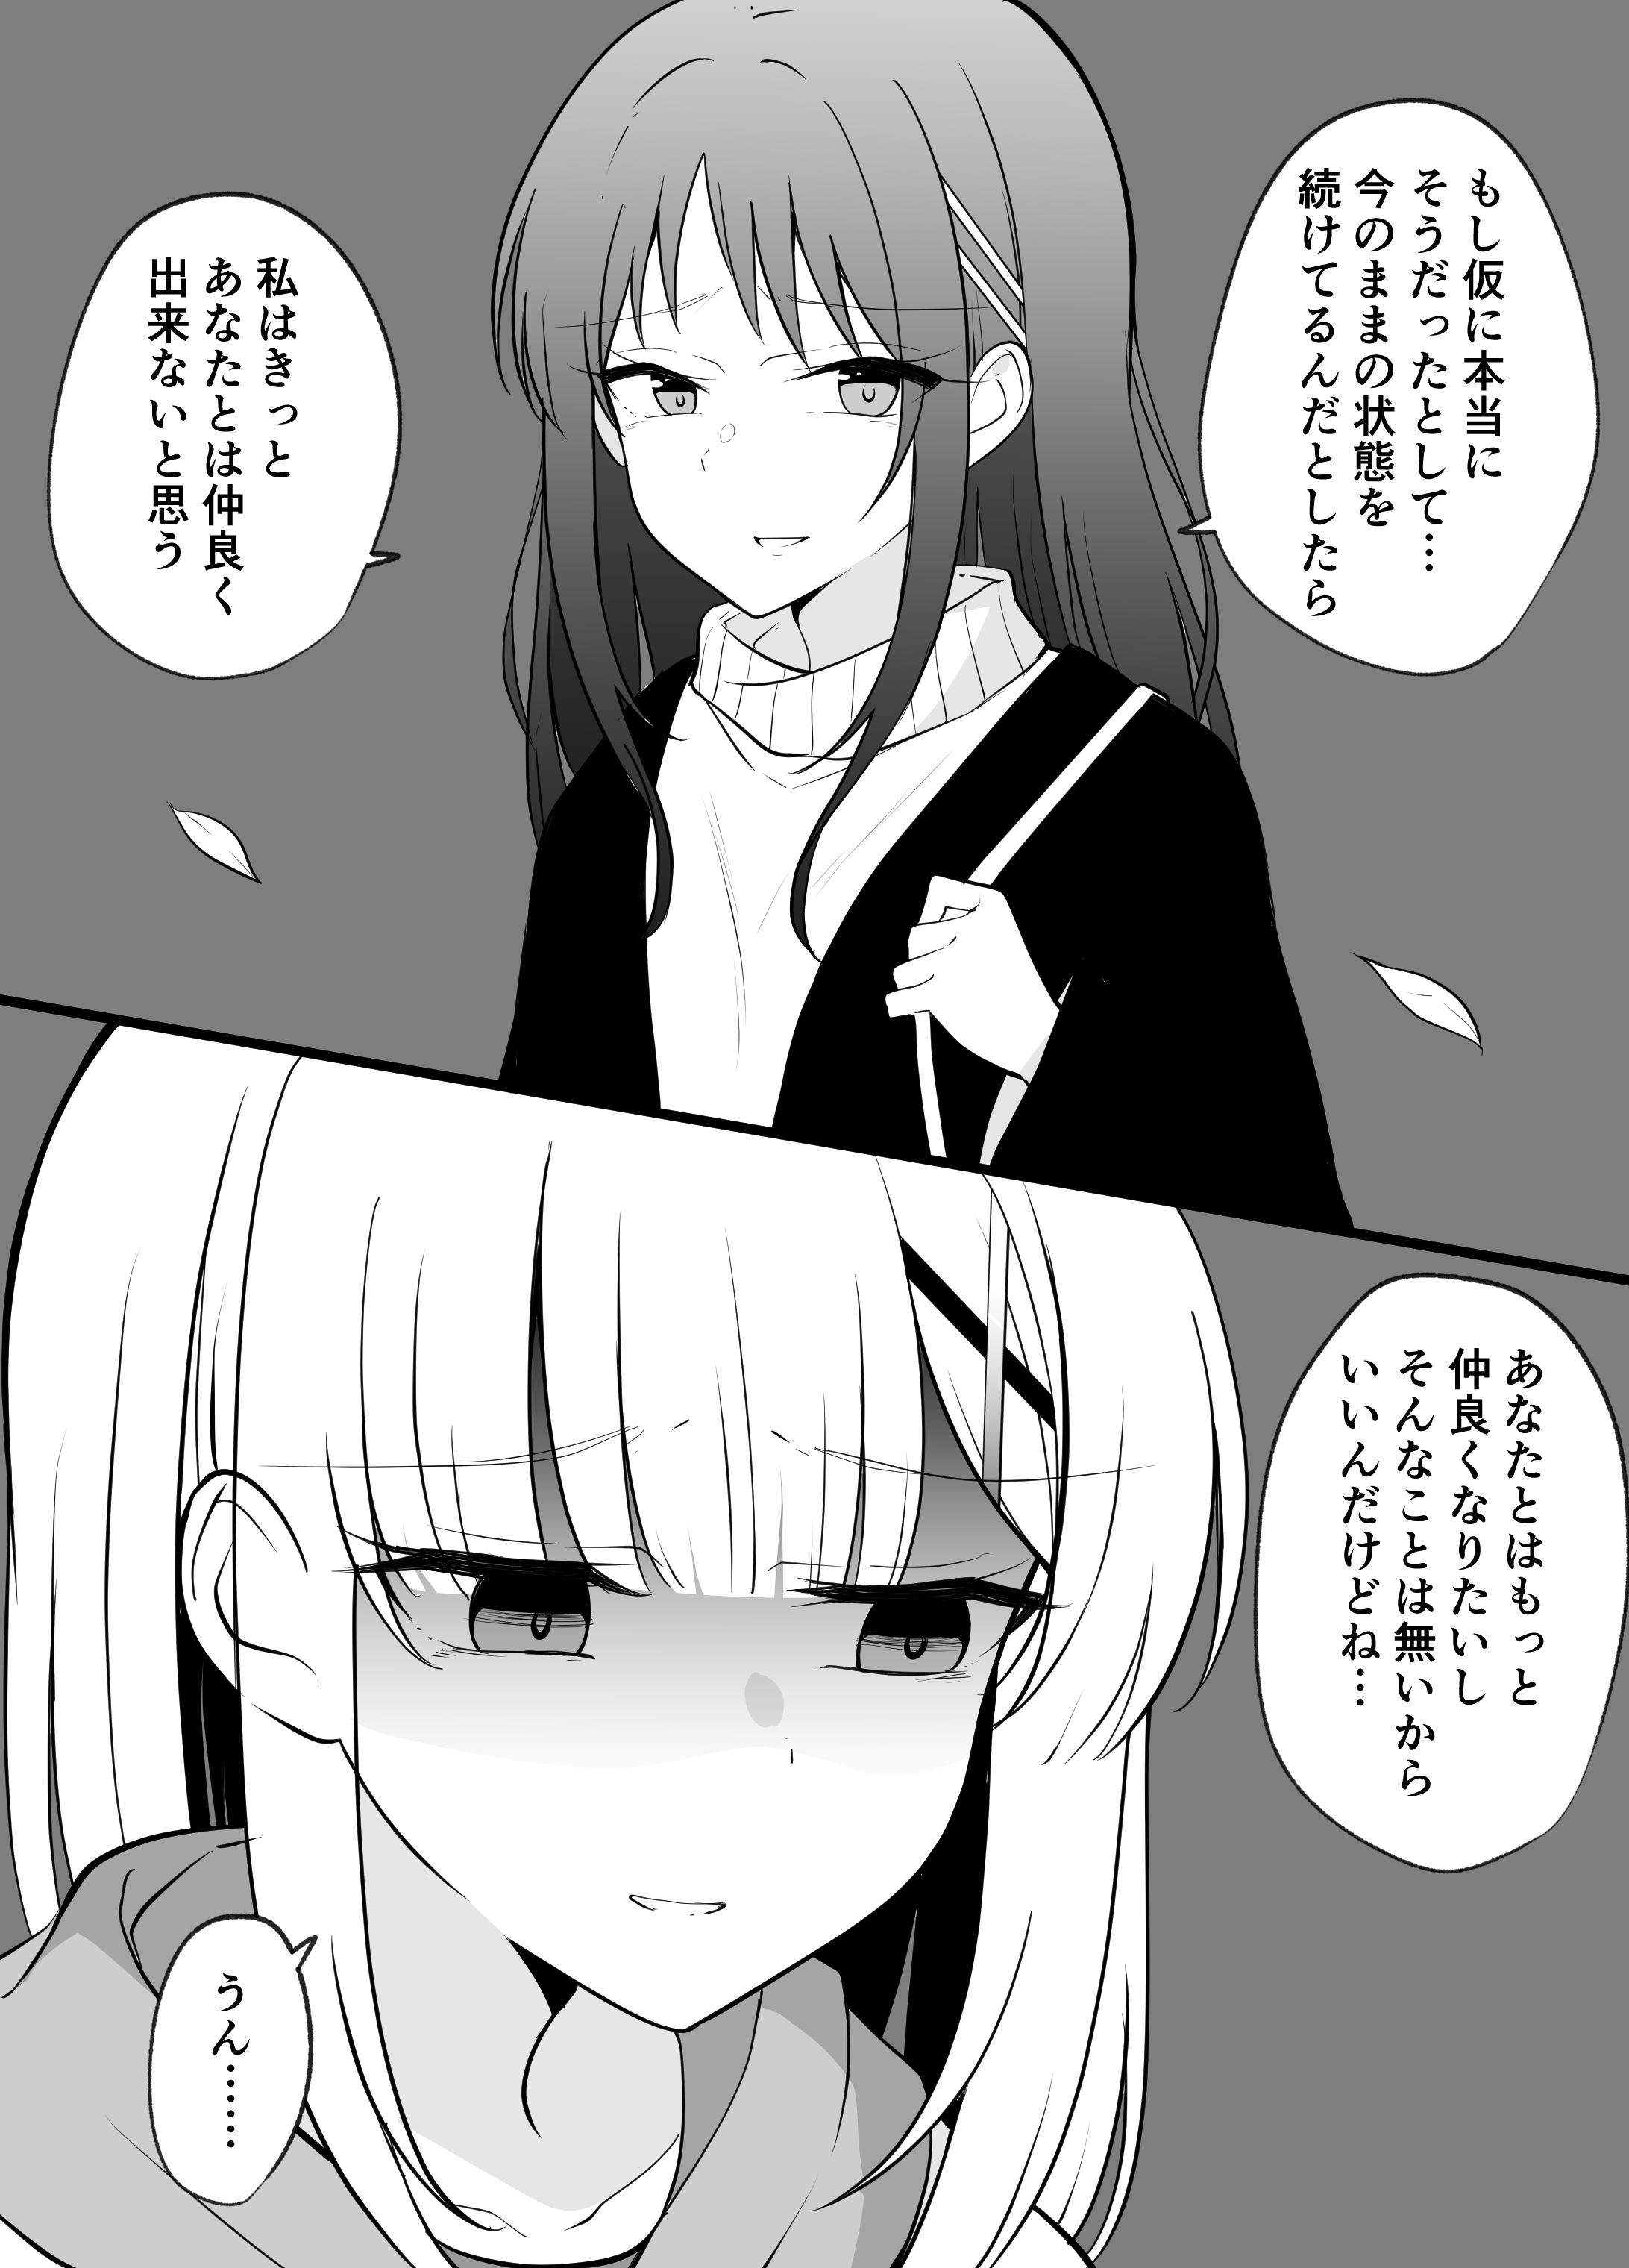 もし仮に本当に
そうだったとして…
今のままの状態を
続けてるんだとしたら
私はきっと
あなたとは仲良く
出来ないと思う
あなたとはもっと
仲良くなりたいし
そんなことは無いから
いいんだけどね…
うん………